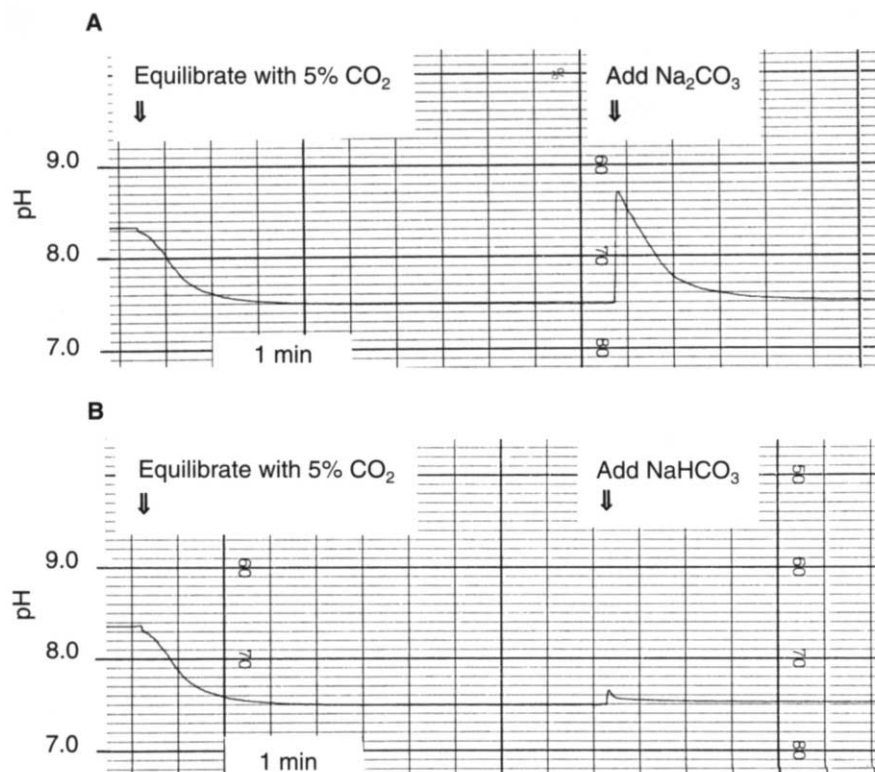 A
Equilibrate with 5% CO₂
Add Na₂CO₃
9.0
60
pH
8.0
70
7.0
80
1 min
B
Equilibrate with 5% CO₂
Add NaHCO₃
50
9.0
60
60
pH
8.0
70
70
7.0
80
1 min